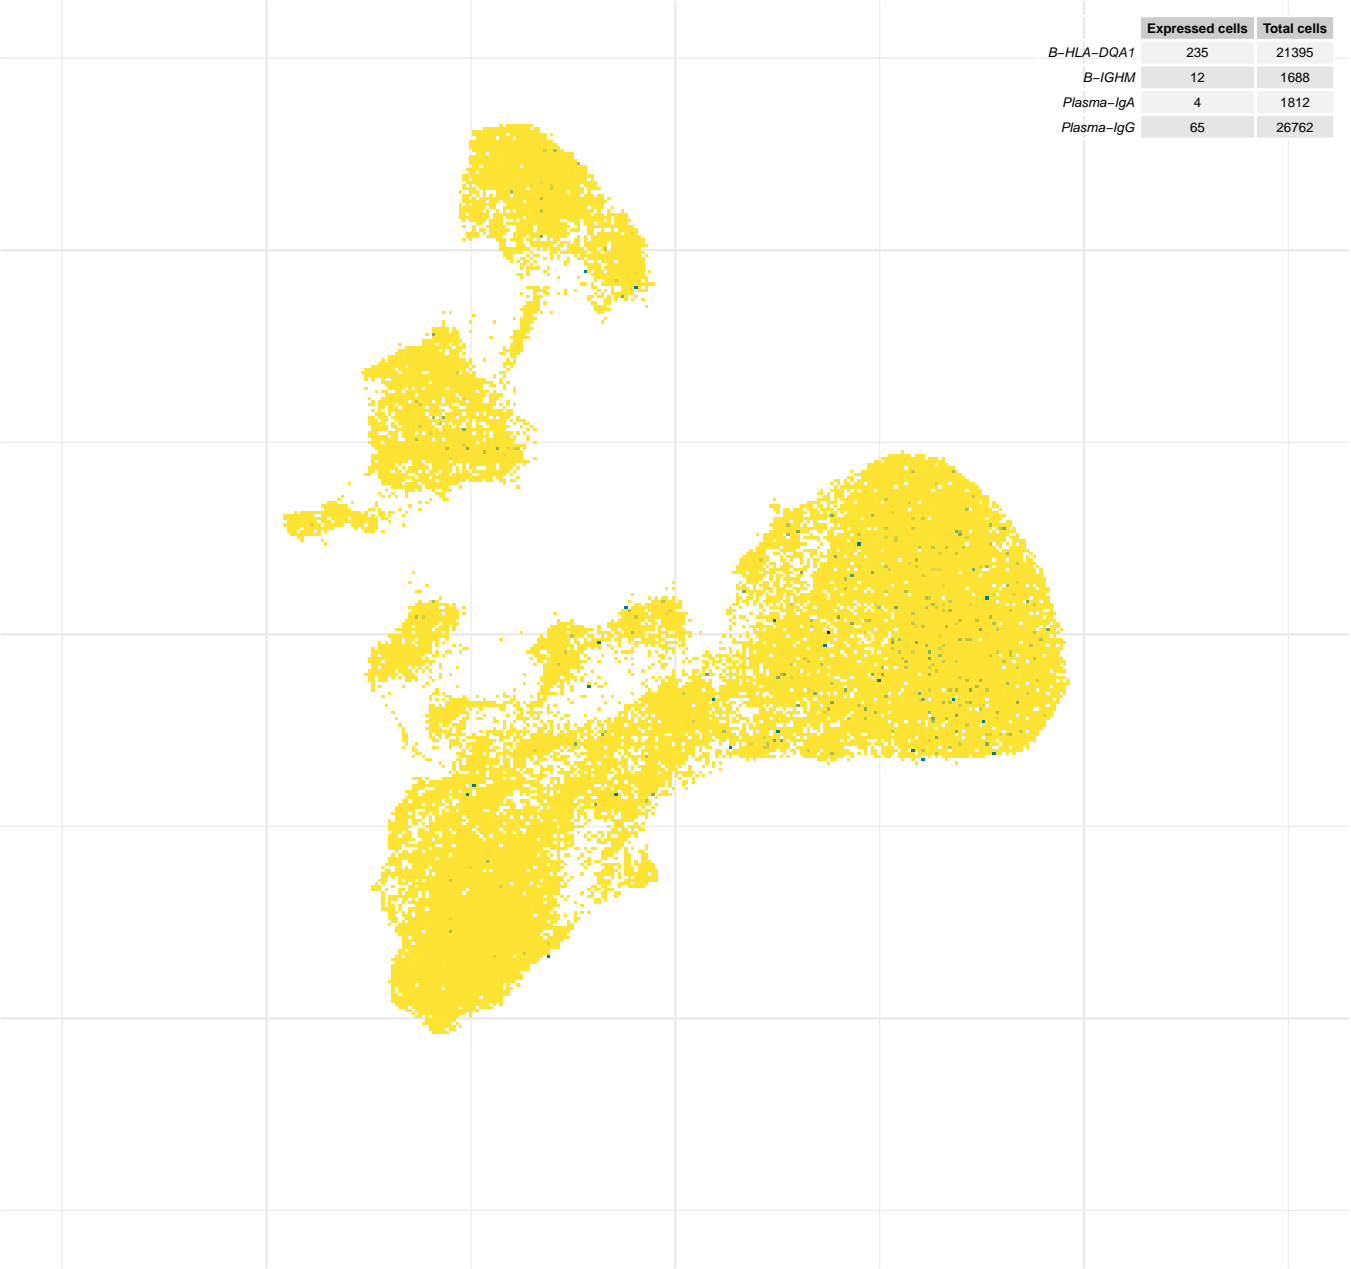 Expressed cells Total cells
B−HLA−DQA1 235 21395
B−IGHM 12 1688
Plasma−IgA 4 1812
Plasma−IgG 65 26762